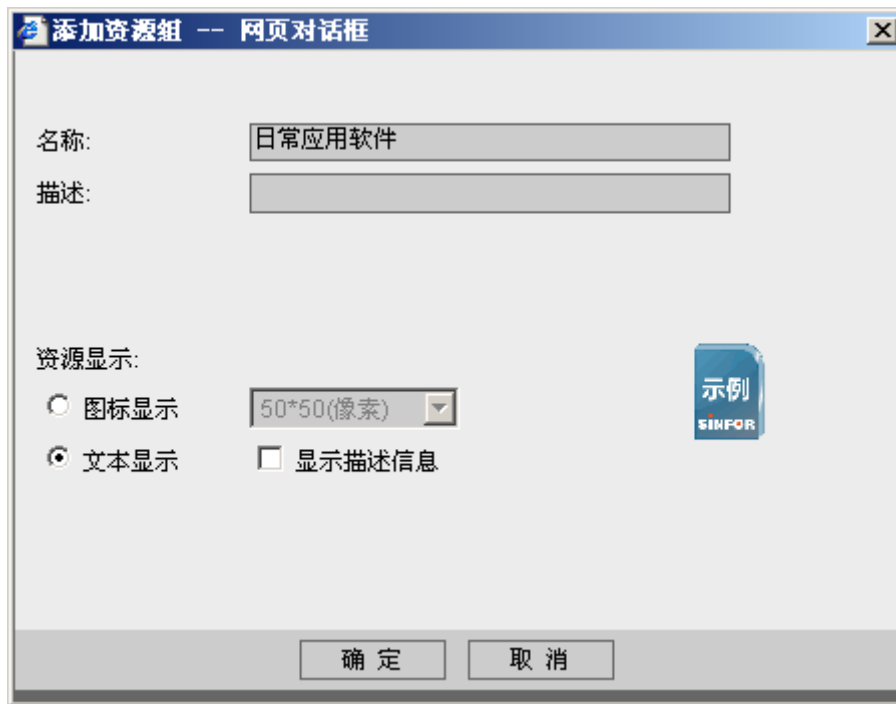 添加资源组 -- 网页对话框
名称:
日常应用软件
描述:
资源显示:
图标显示
50*50(像素)
文本显示
显示描述信息
示例
SINFOR
确 定
取 消